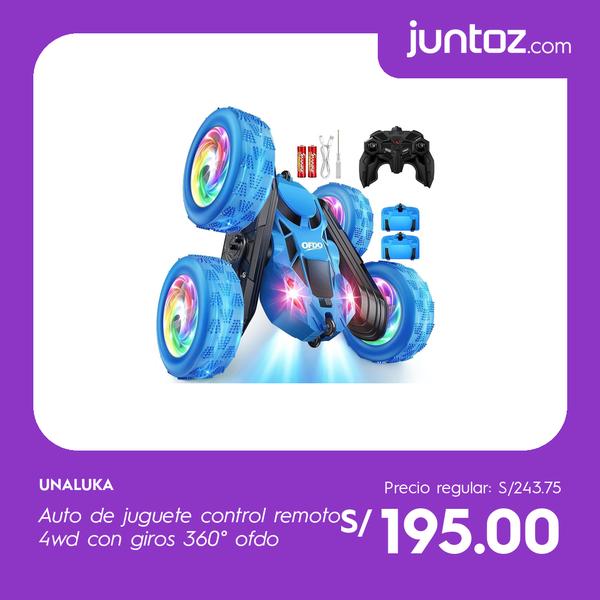 juntoz.com
OFDO
UNALUKA
Auto de juguete control remoto
4wd con giros 360° ofdo
Precio regular: S/243.75
S/195.00